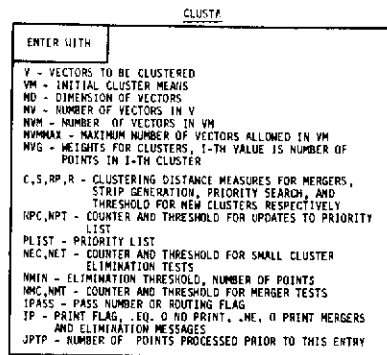 CLUSTA
ENTER WITH
V - VECTORS TO BE CLUSTERED
VM - INITIAL CLUSTER MEANS
MD - DIMENSION OF VECTORS
NV - NUMBER OF VECTORS IN V
NVM - NUMBER OF VECTORS IN VM
NVMMAX - MAXIMUM NUMBER OF VECTORS ALLOWED IN VM
NVG - WEIGHTS FOR CLUSTERS, I-TH VALUE IS NUMBER OF
POINTS IN I-TH CLUSTER
C,S,RP,R - CLUSTERING DISTANCE MEASURES FOR MERGERS,
STRIP GENERATION, PRIORITY SEARCH, AND
THRESHOLD FOR NEW CLUSTERS RESPECTIVELY
NPC,NPT - COUNTER AND THRESHOLD FOR UPDATES TO PRIORITY
LIST
PLIST - PRIORITY LIST
NEC,NET - COUNTER AND THRESHOLD FOR SMALL CLUSTER
ELIMINATION TESTS
NMIN - ELIMINATION THRESHOLD, NUMBER OF POINTS
NMC,NMT - COUNTER AND THRESHOLD FOR MERGER TESTS
IPASS - PASS NUMBER OR ROUTING FLAG
IP - PRINT FLAG, .EQ. 0 NO PRINT, .NE. 0 PRINT MERGERS
AND ELIMINATION MESSAGES
JPTP - NUMBER OF POINTS PROCESSED PRIOR TO THIS ENTRY